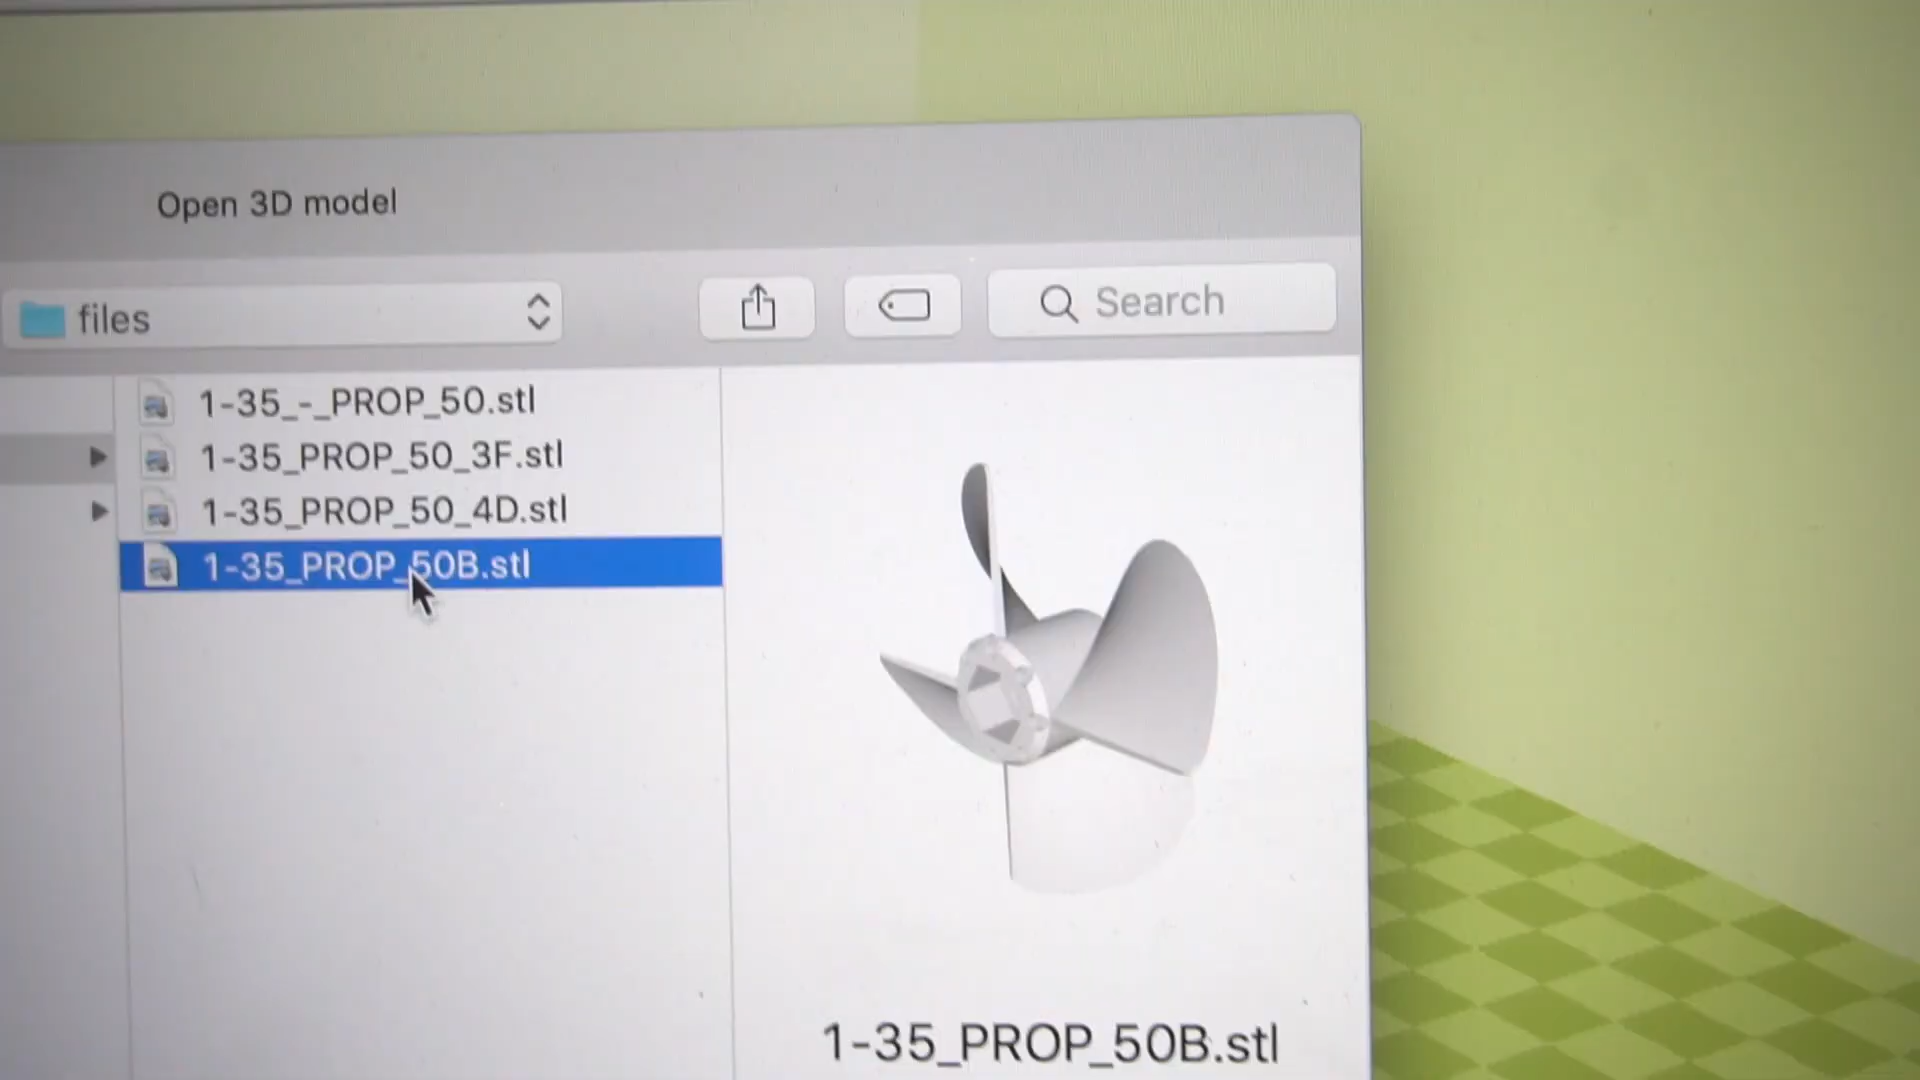 Open 3D model
files
Search
1-35_-_PROP_50.stl
1-35_PROP_50_3F.stl
1-35_PROP_50_4D.stl
1-35_PROP_50B.stl
1-35_PROP_50B.stl